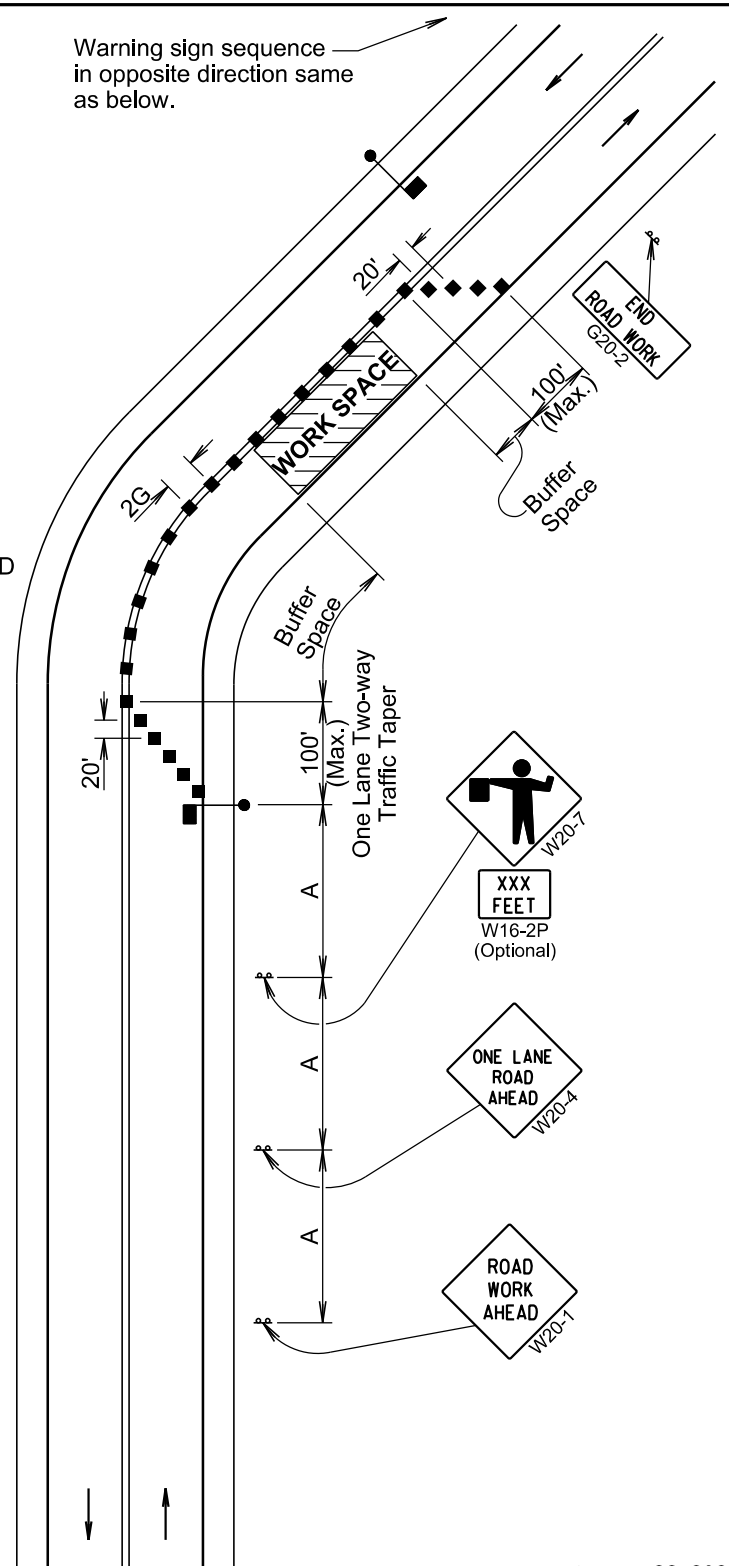 Warning sign sequence
in opposite direction same
as below.
20'
END
ROAD WORK
G20-2
100'
(Max.)
Buffer
Space
WORK SPACE
2G
D
Buffer
Space
100'
(Max.)
One Lane Two-way
Traffic Taper
20'
W20-7
XXX
FEET
W16-2P
(Optional)
A
ONE LANE
ROAD
AHEAD
W20-4
A
ROAD
WORK
AHEAD
W20-1
A